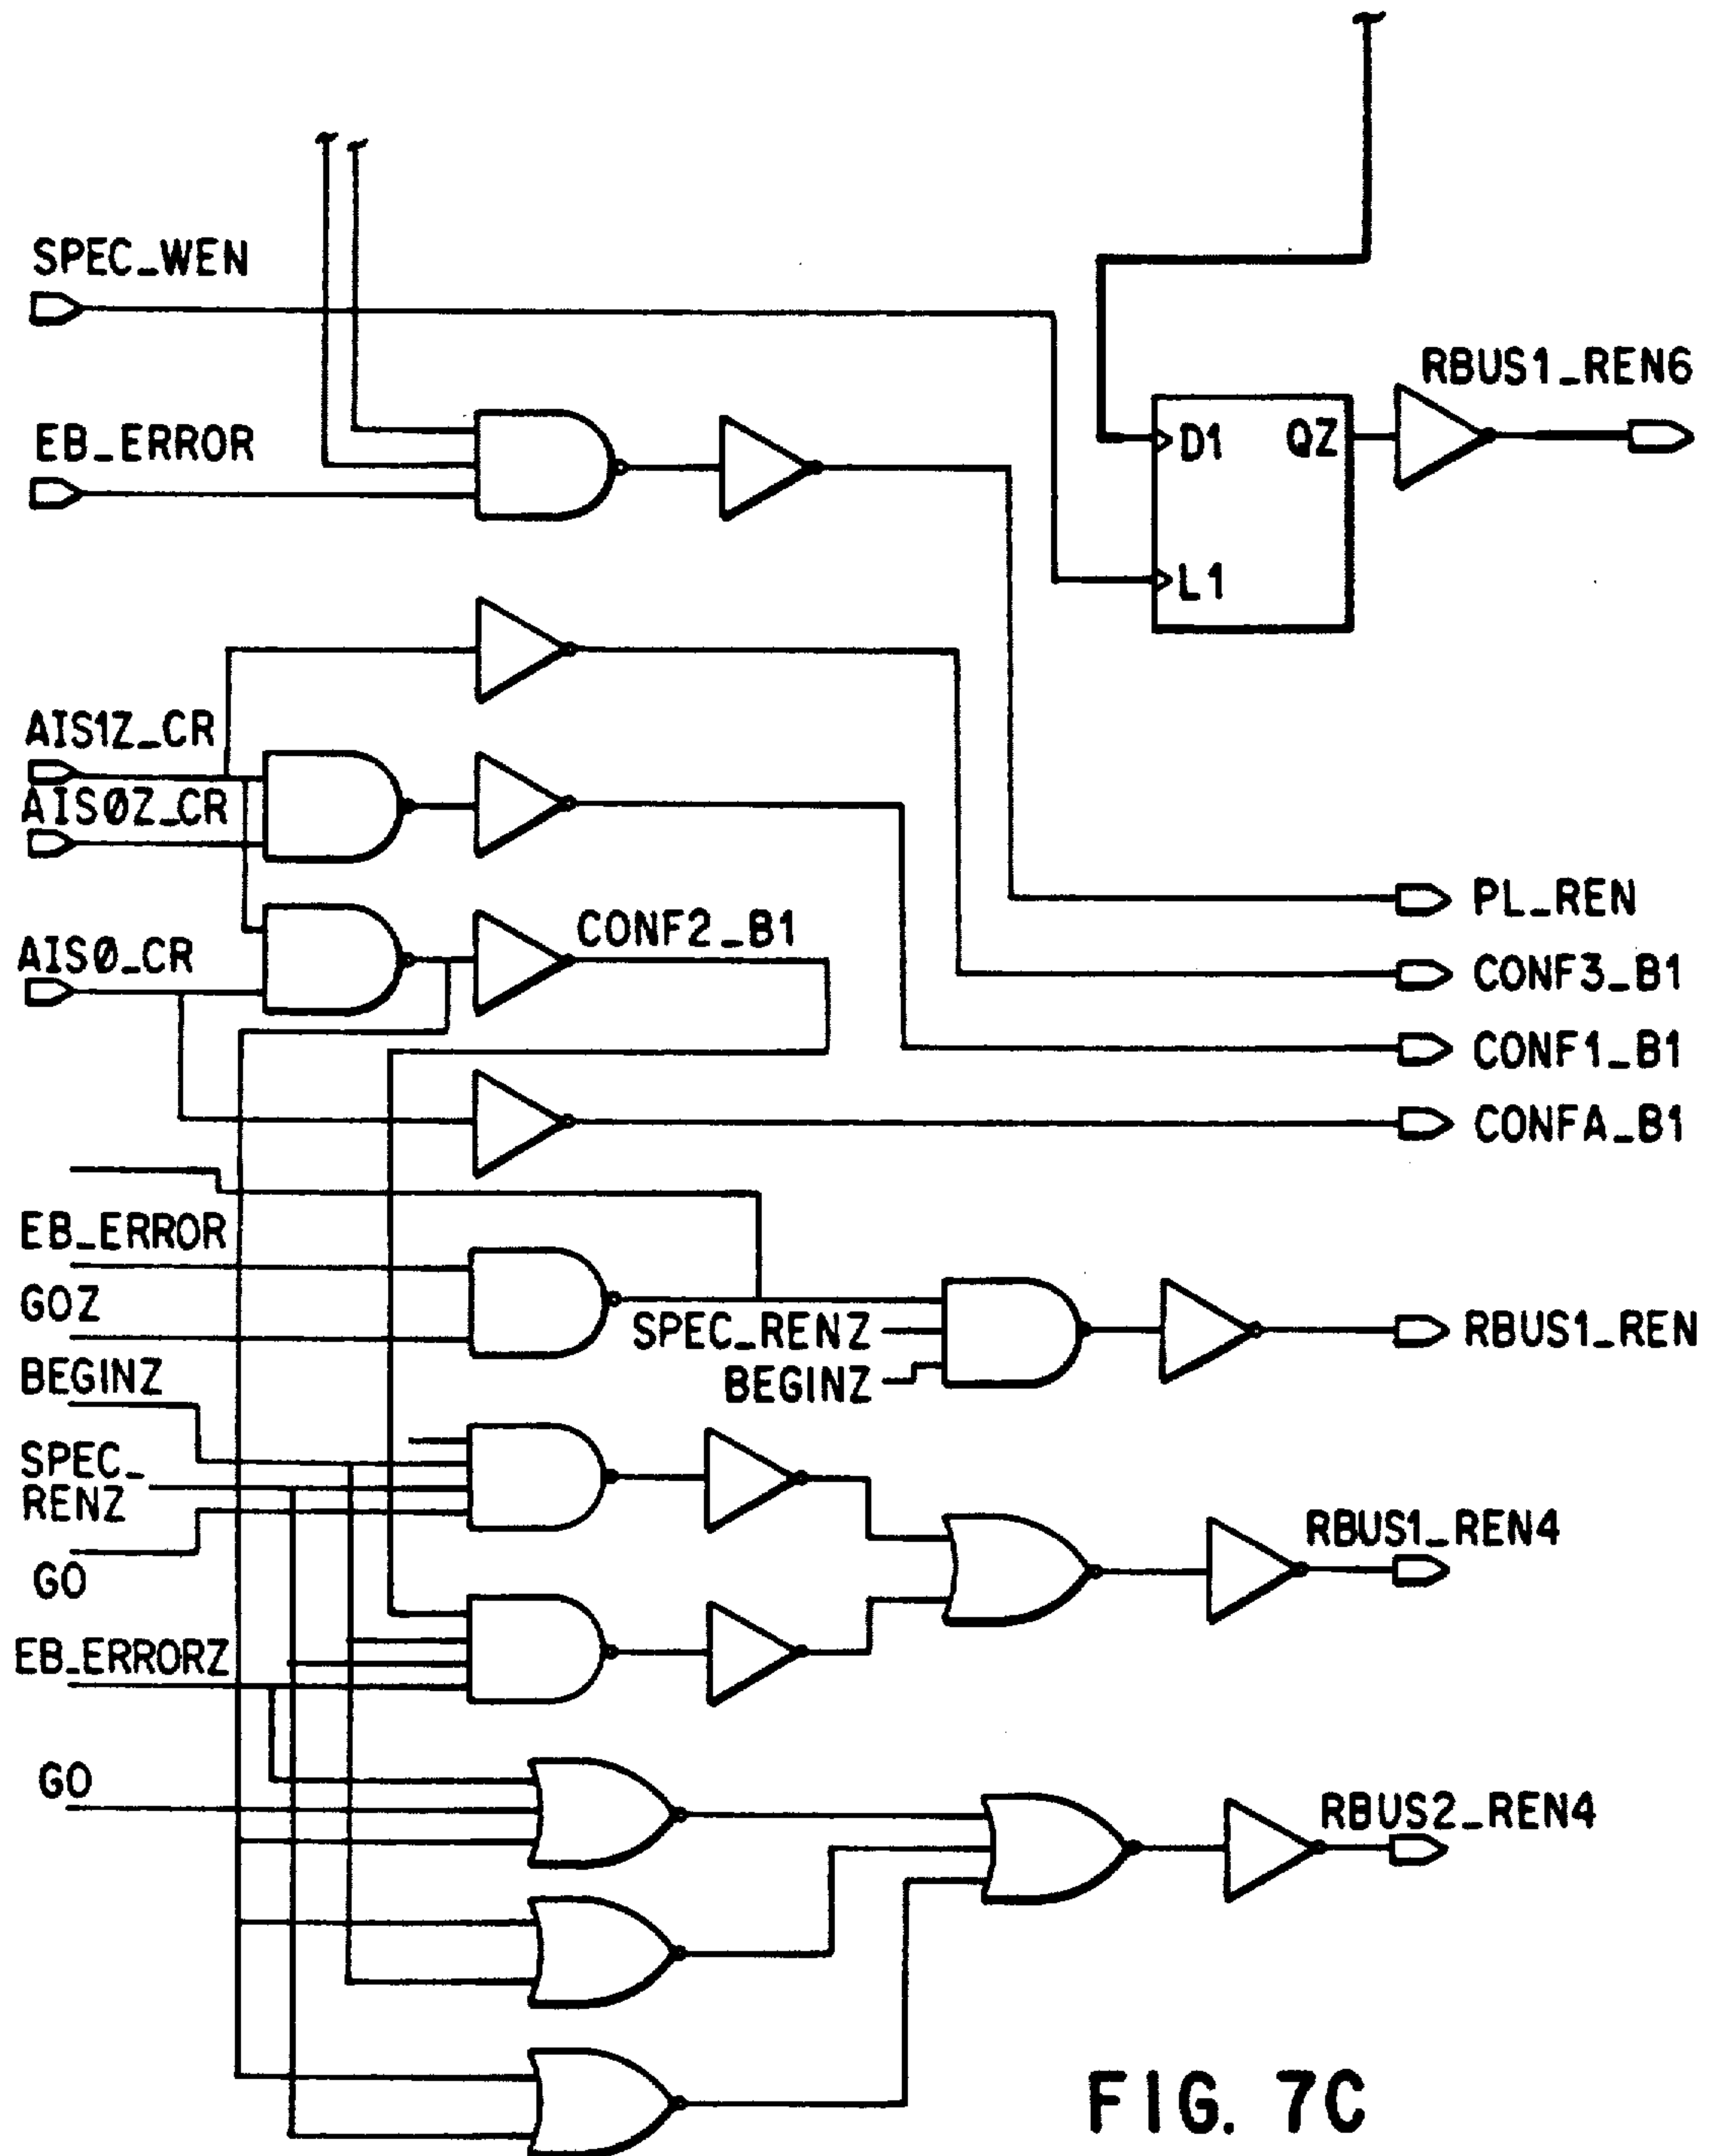 SPEC_WEN
RBUS1_REN6
EB_ERROR
D1
QZ
L1
AIS1Z_CR
AISØZ_CR
AISØ_CR
CONF2_B1
PL_REN
CONF3_B1
CONF1_B1
CONFA_B1
EB_ERROR
GOZ
SPEC_RENZ
BEGINZ
RBUS1_REN
BEGINZ
SPEC_
RENZ
GO
RBUS1_REN4
EB_ERRORZ
GO
RBUS2_REN4
FIG. 7C